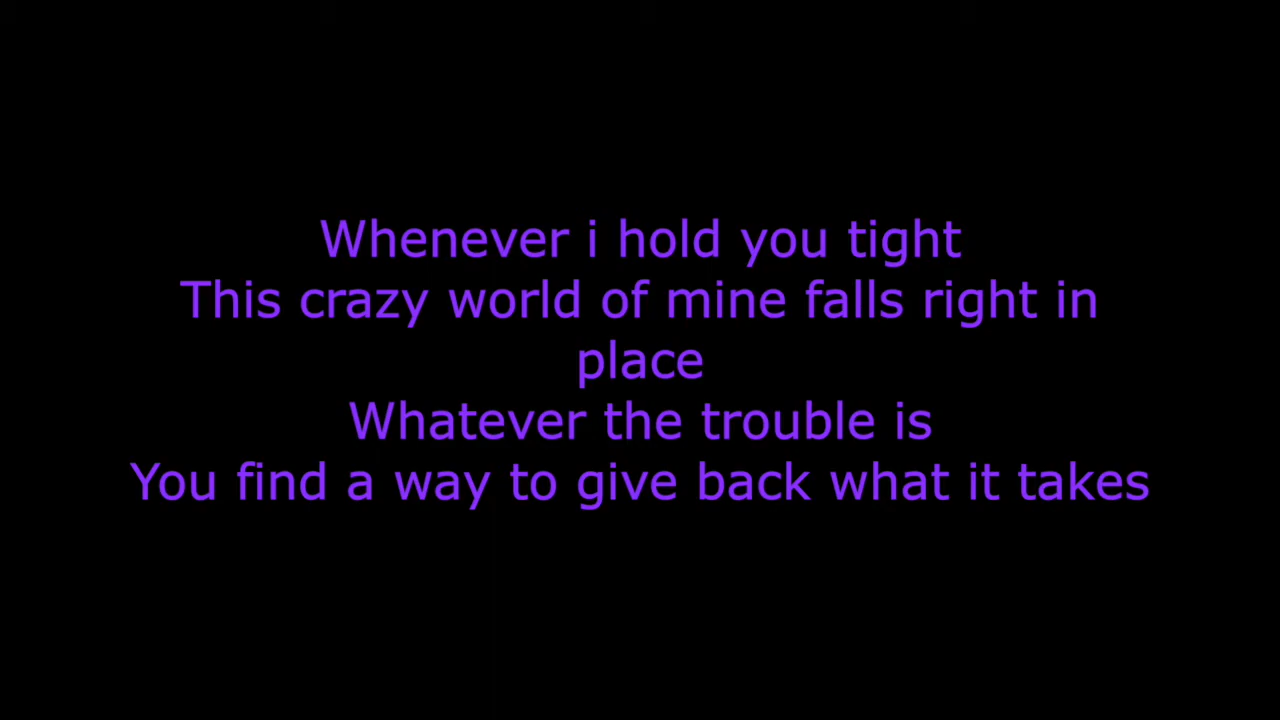 Whenever i hold you tight
This crazy world of mine falls right in
place
Whatever the trouble is
You find a way to give back what it takes